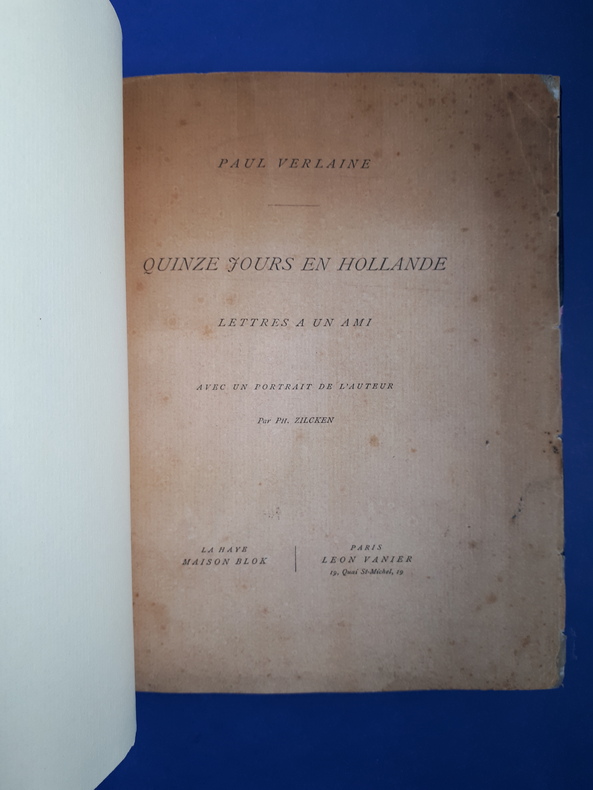 PAUL VERLAINE
QUINZE JOURS EN HOLLANDE
LETTRES A UN AMI
AVEC UN PORTRAIT DE L'AUTEUR
Par PH. ZILCKEN
LA HAYE
MAISON BLOK
PARIS
LEON VANIER
19, Quai St-Michel, 19